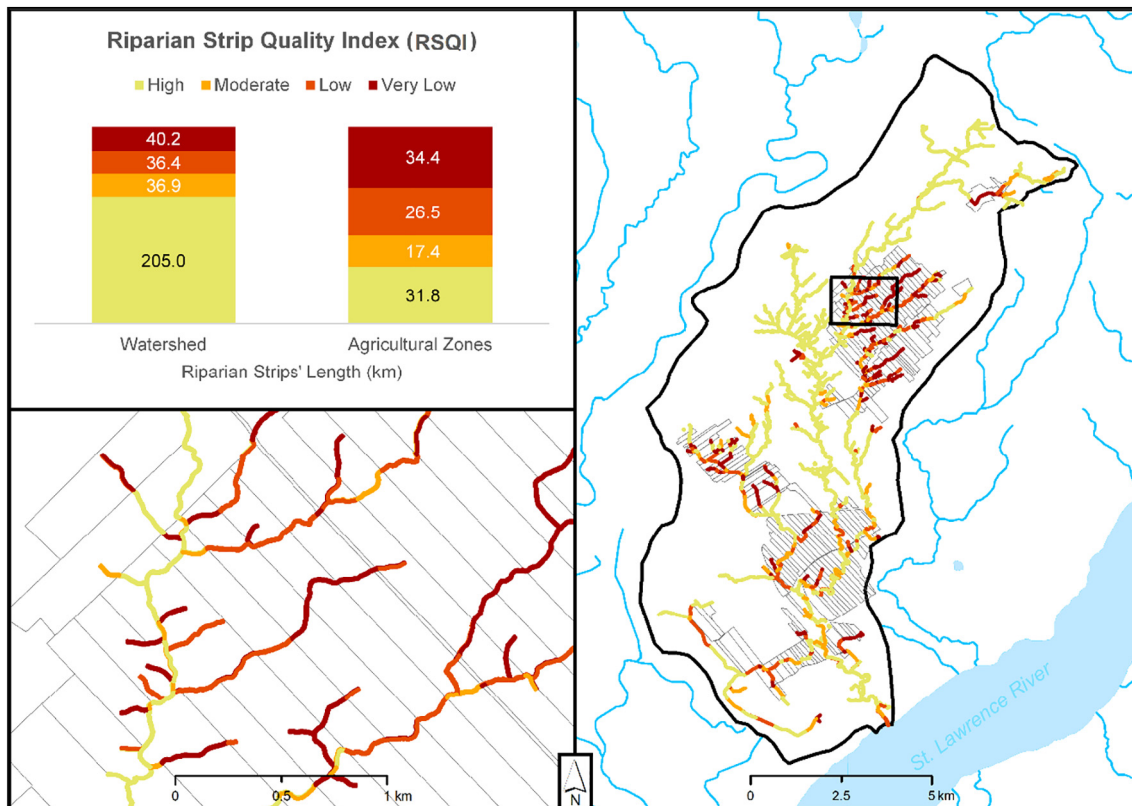 Riparian Strip Quality Index (RSQI)
High Moderate Low Very Low
40.2
36.4
36.9
205.0
34.4
26.5
17.4
31.8
Watershed Agricultural Zones
Riparian Strips' Length (km)
0 0.5 1 km
N
St. Lawrence River
0 2.5 5 km